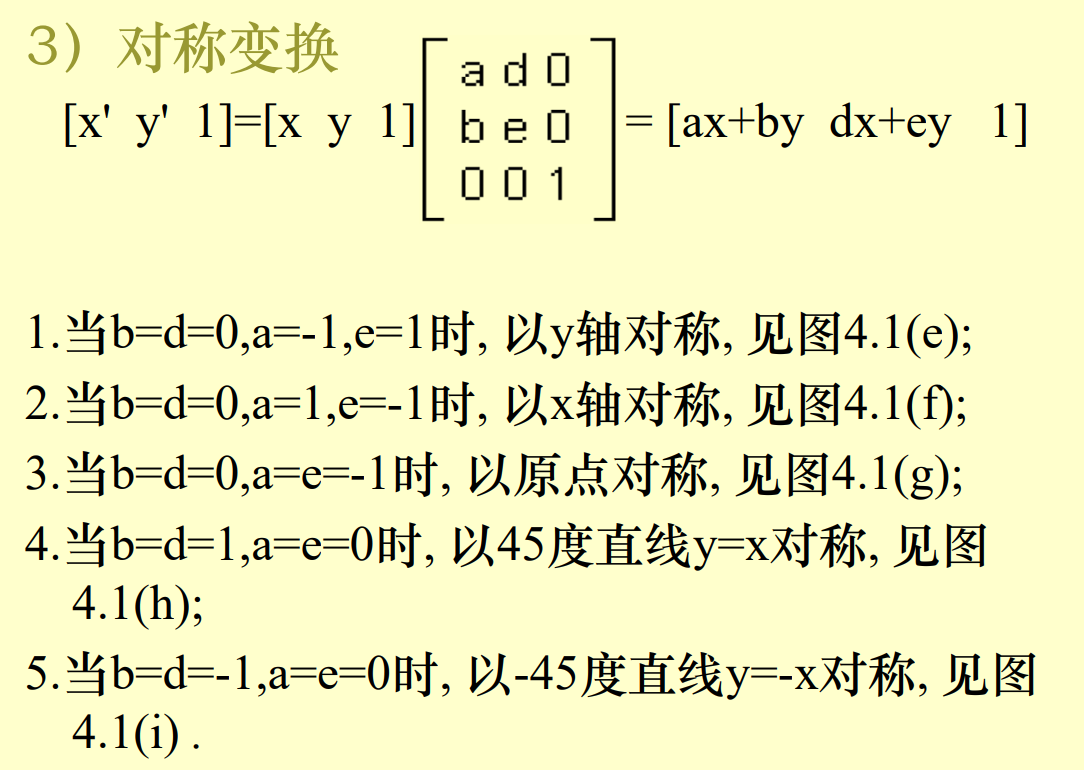 3）对称变换
[x' y' 1]=[x y 1] = [ax+by dx+ey 1]
a d 0
b e 0
0 0 1
1.当b=d=0,a=-1,e=1时, 以y轴对称, 见图4.1(e);
2.当b=d=0,a=1,e=-1时, 以x轴对称, 见图4.1(f);
3.当b=d=0,a=e=-1时, 以原点对称, 见图4.1(g);
4.当b=d=1,a=e=0时, 以45度直线y=x对称, 见图
4.1(h);
5.当b=d=-1,a=e=0时, 以-45度直线y=-x对称, 见图
4.1(i) .